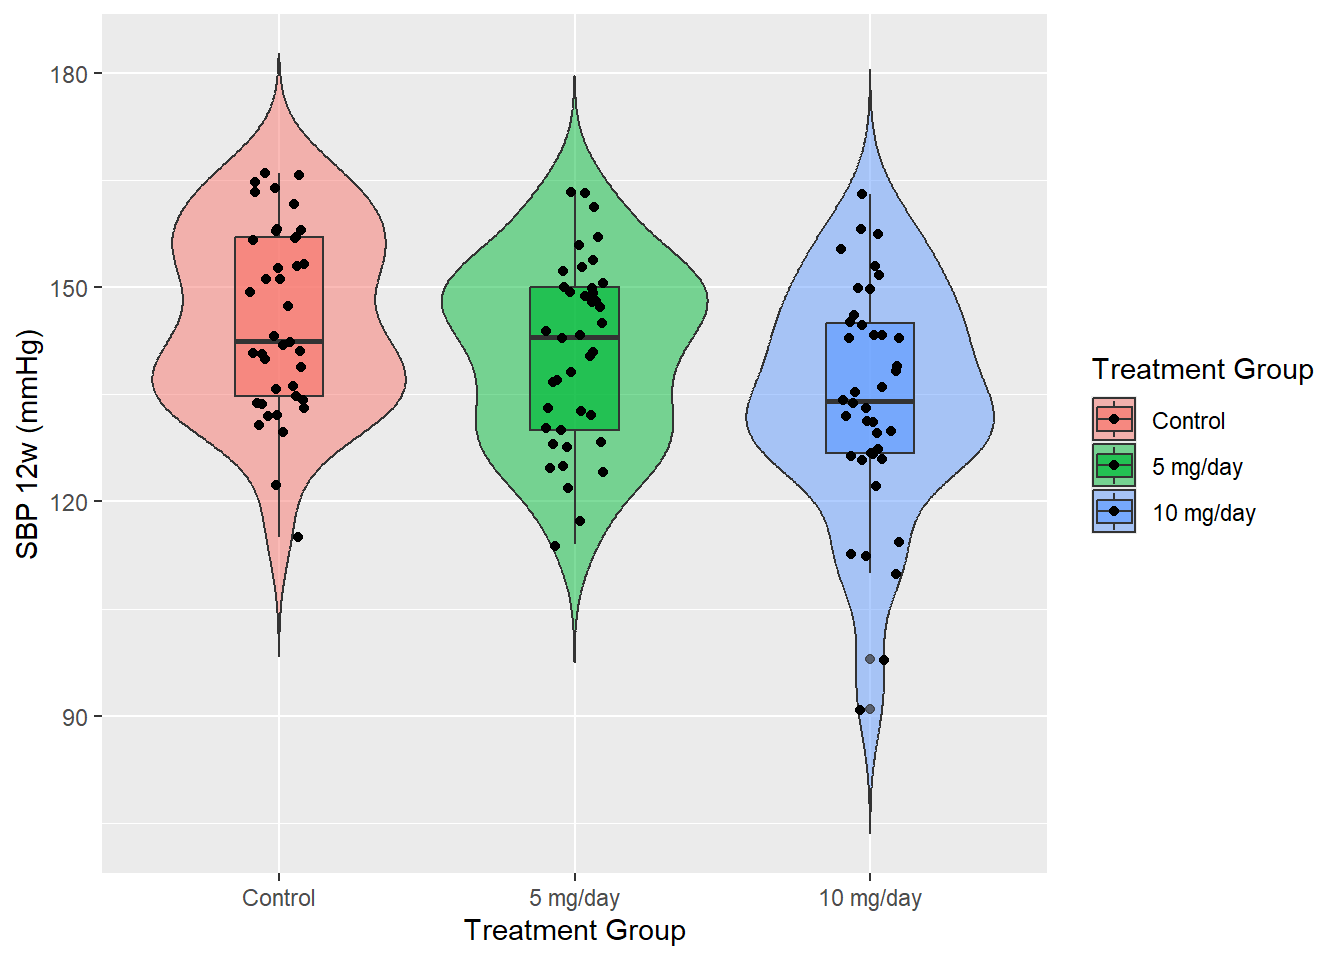 SBP 12w (mmHg)
180
150
120
90
Control
5 mg/day
10 mg/day
Treatment Group
Treatment Group
Control
5 mg/day
10 mg/day